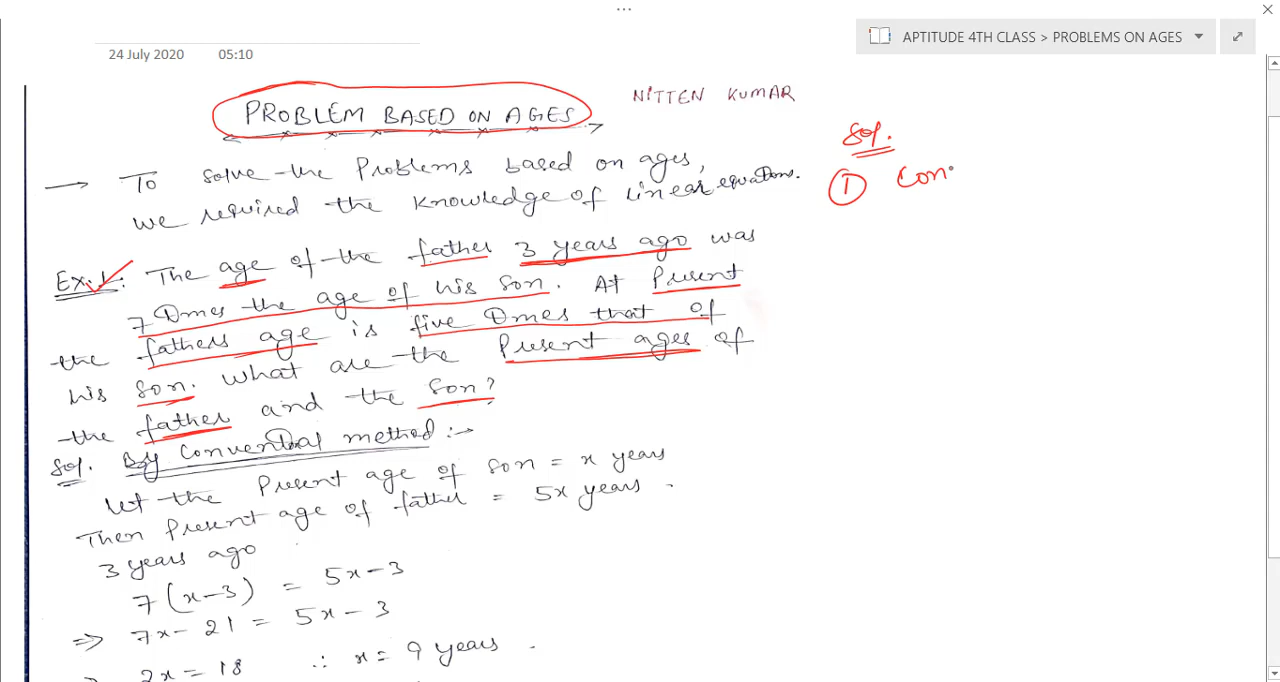 APTITUDE 4TH CLASS > PROBLEMS ON AGES
24 July 2020 05:10
PROBLEM BASED ON AGES
NITTEN KUMAR
→ To solve the Problems based on ages,
we required the Knowledge of linear equations.
Ex.1: The age of the father 3 years ago was
7 times the age of his son. At Present
the fathers age is five times that of
his son. What are the Present ages of
the father and the son?
Sol. By Conventional method :→
Let the Present age of son = x years
Then Present age of father = 5x years.
3 years ago
7(x-3) = 5x-3
⇒ 7x-21 = 5x-3
2x = 18 ∴ x = 9 years.
Sol.
① Con